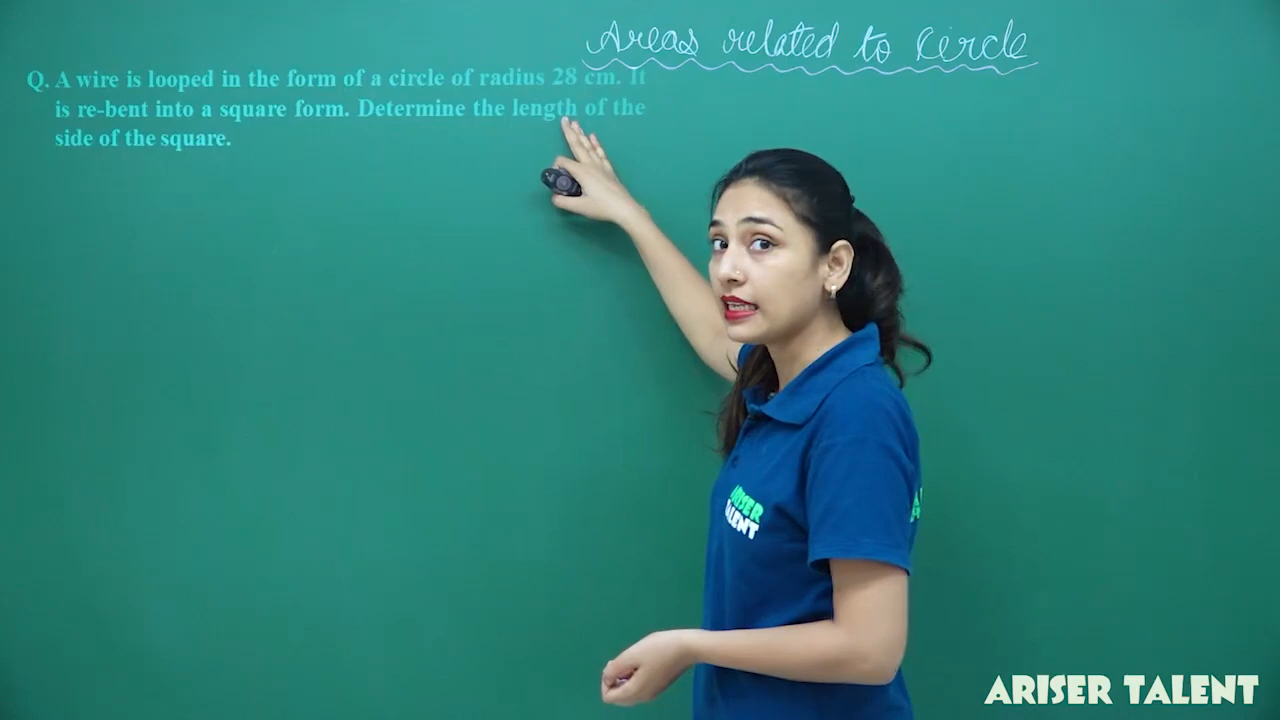 Areas related to Circle
Q. A wire is looped in the form of a circle of radius 28 cm. It
is re-bent into a square form. Determine the length of the
side of the square.
ARISER
TALENT
ARISER TALENT